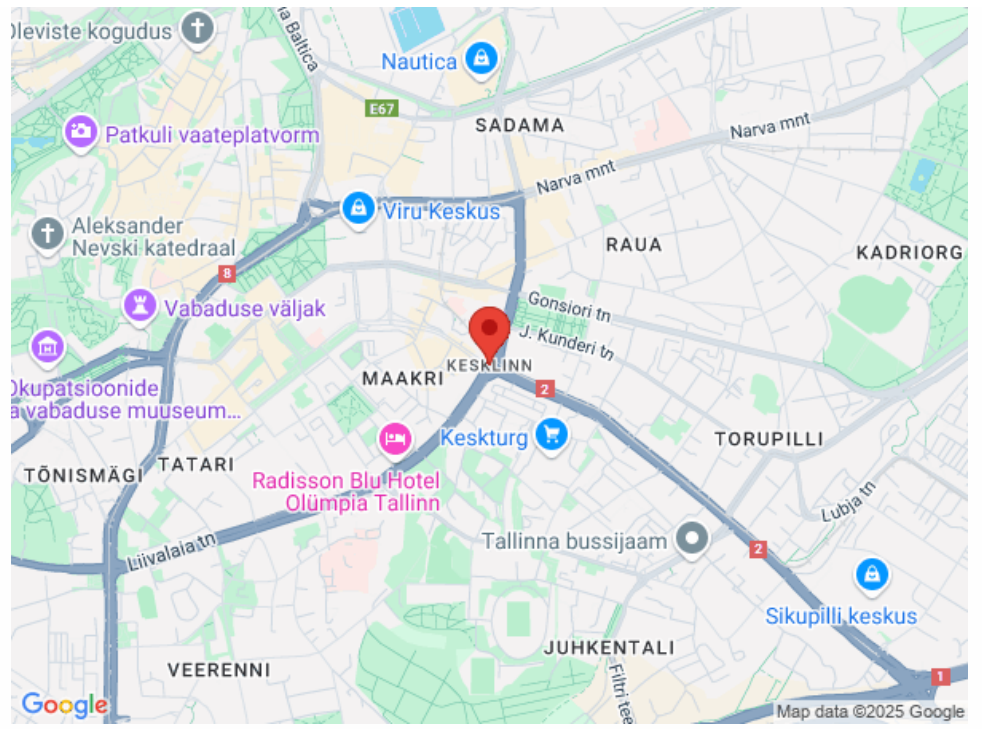 Oleviste kogudus
a Baltica
Nautica
E67
SADAMA
Patkuli vaateplatvorm
Narva mnt
Narva mnt
Aleksander
Nevski katedraal
Viru Keskus
RAUA
KADRIORG
8
Vabaduse väljak
Gonsiori tn
J. Kunderi tn
KESKLINN
MAAKRI
2
Okupatsioonide
a vabaduse muuseum...
Keskturg
TORUPILLI
TÕNISMÄGI
TATARI
Radisson Blu Hotel
Olümpia Tallinn
Lubja tn
Liivalaia tn
Tallinna bussijaam
2
Sikupilli keskus
JUHKENTALI
VEERENNI
Filtri tee
1
Google
Map data ©2025 Google